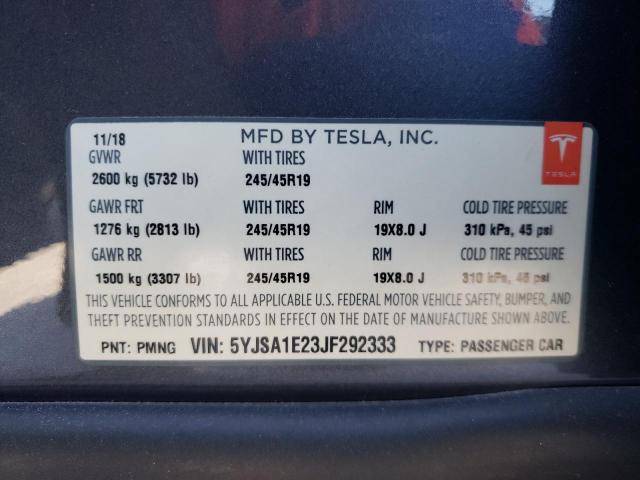 11/18 MFD BY TESLA, INC.
GVWR WITH TIRES
2600 kg (5732 lb) 245/45R19
TESLA
GAWR FRT WITH TIRES RIM COLD TIRE PRESSURE
1276 kg (2813 lb) 245/45R19 19X8.0 J 310 kPa, 45 psi
GAWR RR WITH TIRES RIM COLD TIRE PRESSURE
1500 kg (3307 lb) 245/45R19 19X8.0 J 310 kPa, 45 psi
THIS VEHICLE CONFORMS TO ALL APPLICABLE U.S. FEDERAL MOTOR VEHICLE SAFETY, BUMPER, AND
THEFT PREVENTION STANDARDS IN EFFECT ON THE DATE OF MANUFACTURE SHOWN ABOVE.
PNT: PMNG VIN: 5YJSA1E23JF292333 TYPE: PASSENGER CAR